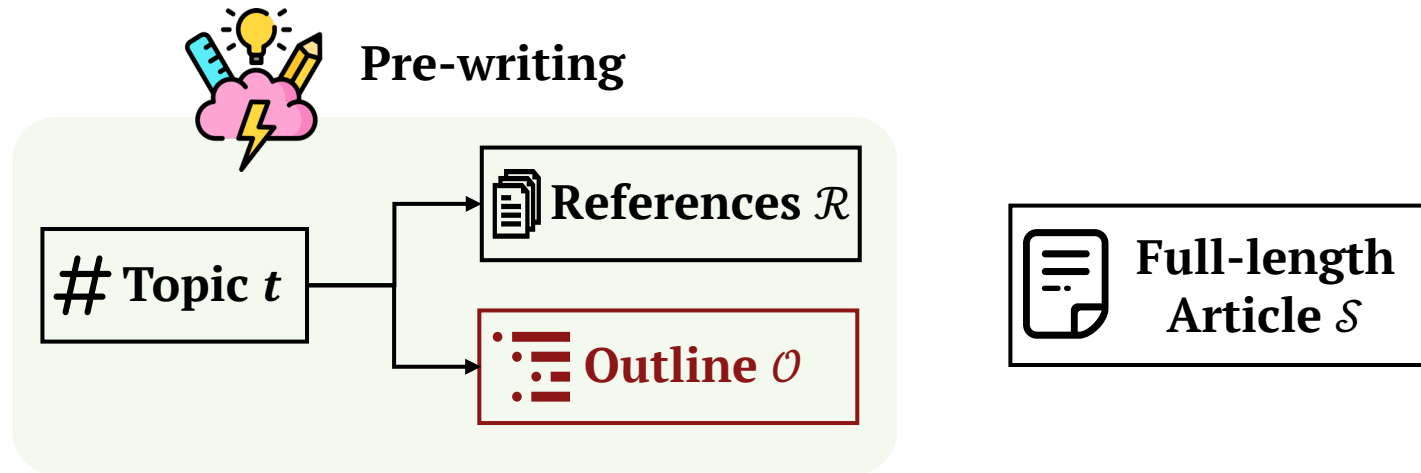 Pre-writing
# Topic t
References ℛ
Outline 𝒪
Full-length
Article 𝒮